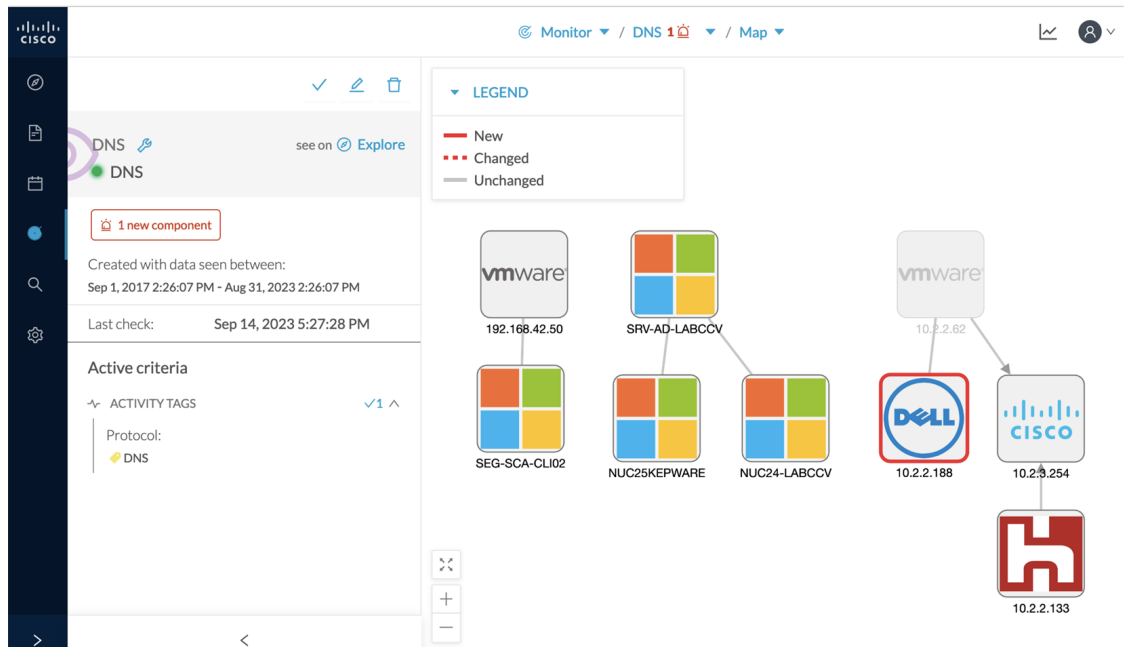 CISCO
Monitor / DNS 1 / Map
DNS
see on Explore
DNS
1 new component
Created with data seen between:
Sep 1, 2017 2:26:07 PM - Aug 31, 2023 2:26:07 PM
Last check: Sep 14, 2023 5:27:28 PM
Active criteria
ACTIVITY TAGS 1
Protocol:
DNS
LEGEND
New
Changed
Unchanged
vmware
192.168.42.50
SRV-AD-LABCCV
vmware
10.2.2.62
SEG-SCA-CLI02
NUC25KEPWARE
NUC24-LABCCV
DELL
10.2.2.188
CISCO
10.2.3.254
h
10.2.2.133